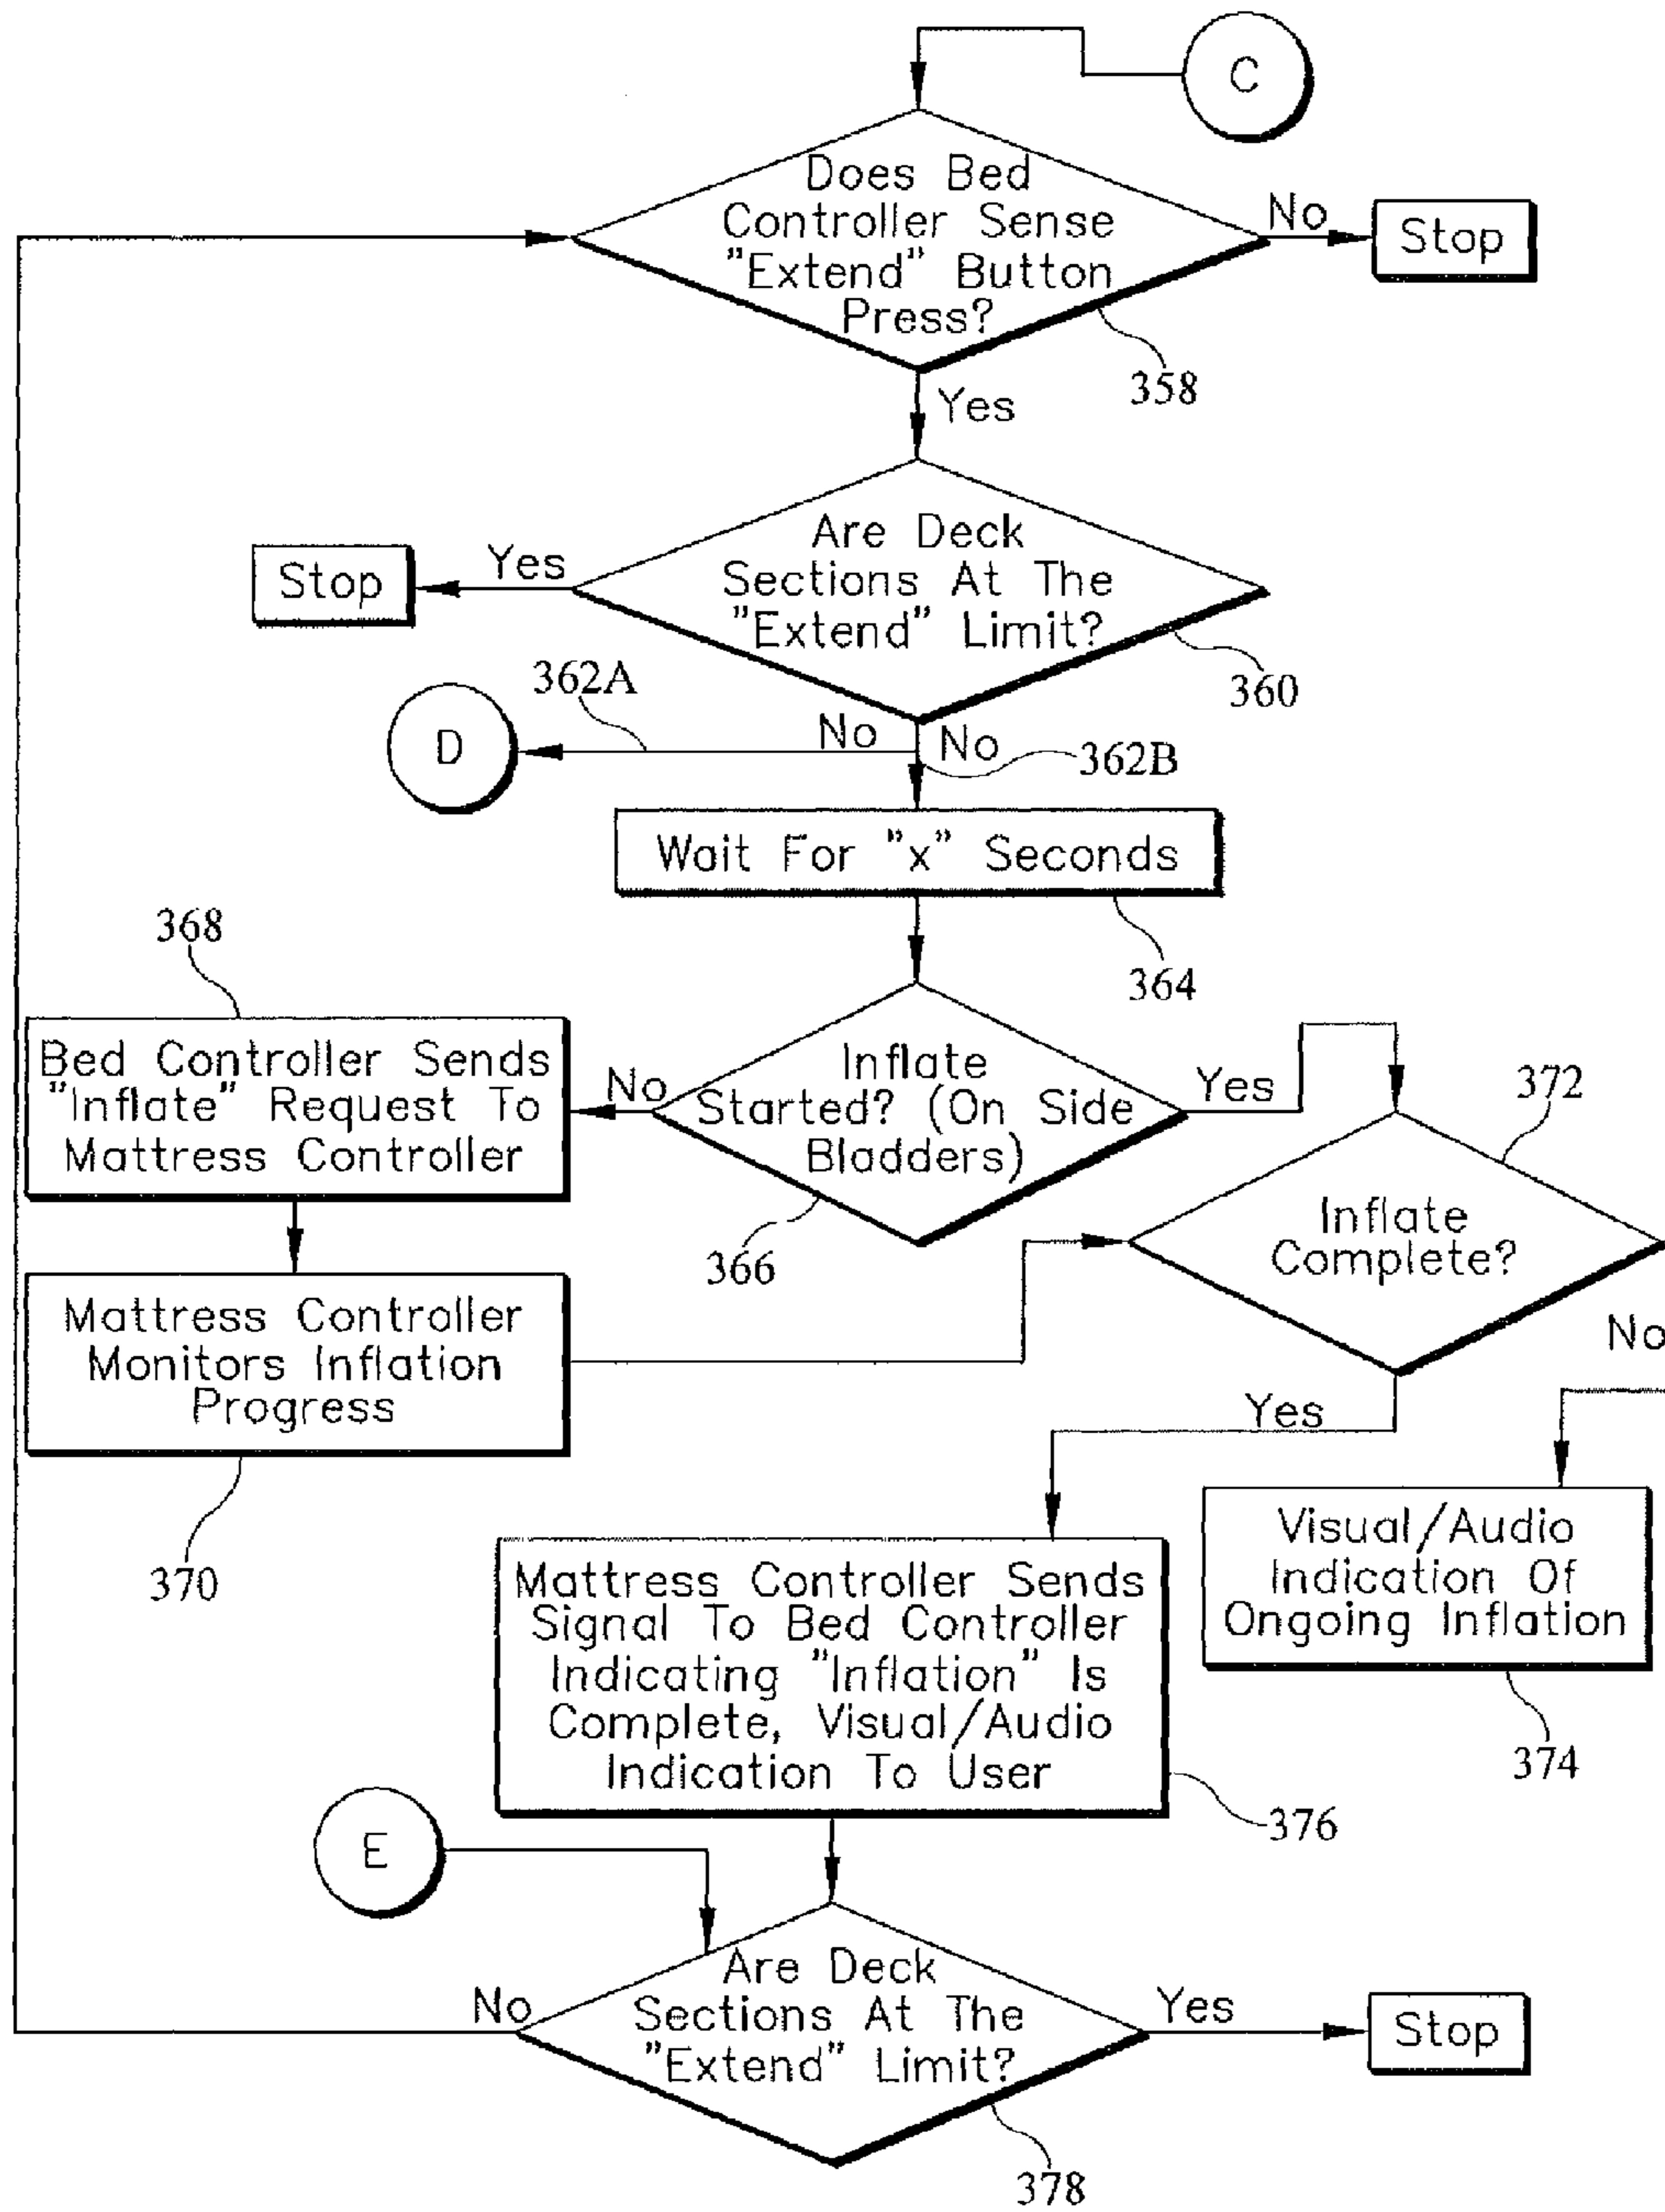 C
Does Bed
Controller Sense
"Extend" Button
Press?
No
Stop
358
Yes
Are Deck
Sections At The
"Extend" Limit?
Yes
Stop
360
362A
D
No
No
362B
Wait For "x" Seconds
364
368
Bed Controller Sends
"Inflate" Request To
Mattress Controller
No
Inflate
Started? (On Side
Bladders)
Yes
366
372
Inflate
Complete?
No
Yes
Mattress Controller
Monitors Inflation
Progress
370
Visual/Audio
Indication Of
Ongoing Inflation
374
Mattress Controller Sends
Signal To Bed Controller
Indicating "Inflation" Is
Complete, Visual/Audio
Indication To User
376
E
Are Deck
Sections At The
"Extend" Limit?
No
Yes
Stop
378